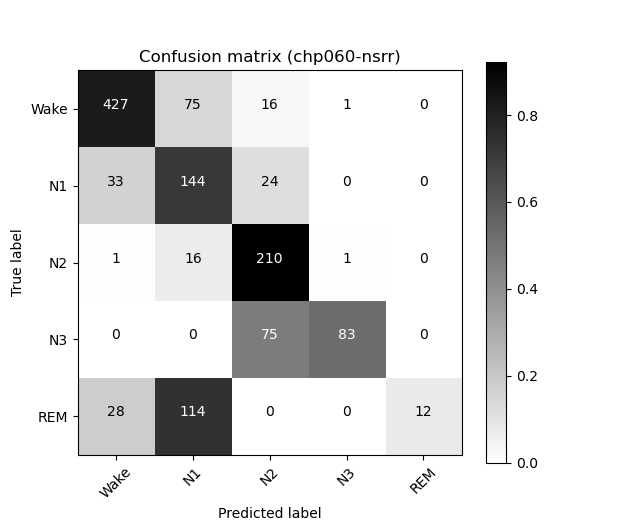 Confusion matrix (chp060-nsrr)
True label
Wake 427 75 16 1 0
N1 33 144 24 0 0
N2 1 16 210 1 0
N3 0 0 75 83 0
REM 28 114 0 0 12
Wake N1 N2 N3 REM
Predicted label
0.8
0.6
0.4
0.2
0.0